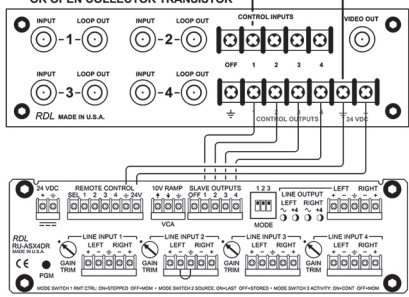 OR OPEN COLLECTOR TRANSISTOR
INPUT LOOP OUT INPUT LOOP OUT CONTROL INPUTS VIDEO OUT
1 2
OFF 1 2 3 4
INPUT LOOP OUT INPUT LOOP OUT
3 4
RDL MADE IN U.S.A. CONTROL OUTPUTS 24 VDC
24 VDC REMOTE CONTROL 10V RAMP SLAVE OUTPUTS 1 2 3 LINE OUTPUT LEFT RIGHT
+ SEL 1 2 3 4 24V OFF 1 2 3 4 LEFT RIGHT + - - +
+4 +4
VCA MODE
RDL
RU-ASX4DR
MADE IN U.S.A.
LINE INPUT 1 LINE INPUT 2 LINE INPUT 3 LINE INPUT 4
LEFT RIGHT LEFT RIGHT LEFT RIGHT LEFT RIGHT
+ - - + + - - + + - - + + - - +
CE PGM GAIN TRIM GAIN TRIM GAIN TRIM GAIN TRIM
MODE SWITCH 1 RMT CTRL: ON=STEPPED OFF=MOM • MODE SWITCH 2 SOURCE: ON=LAST OFF=STORED • MODE SWITCH 3 ACTIVITY: ON=CONT OFF=MOM